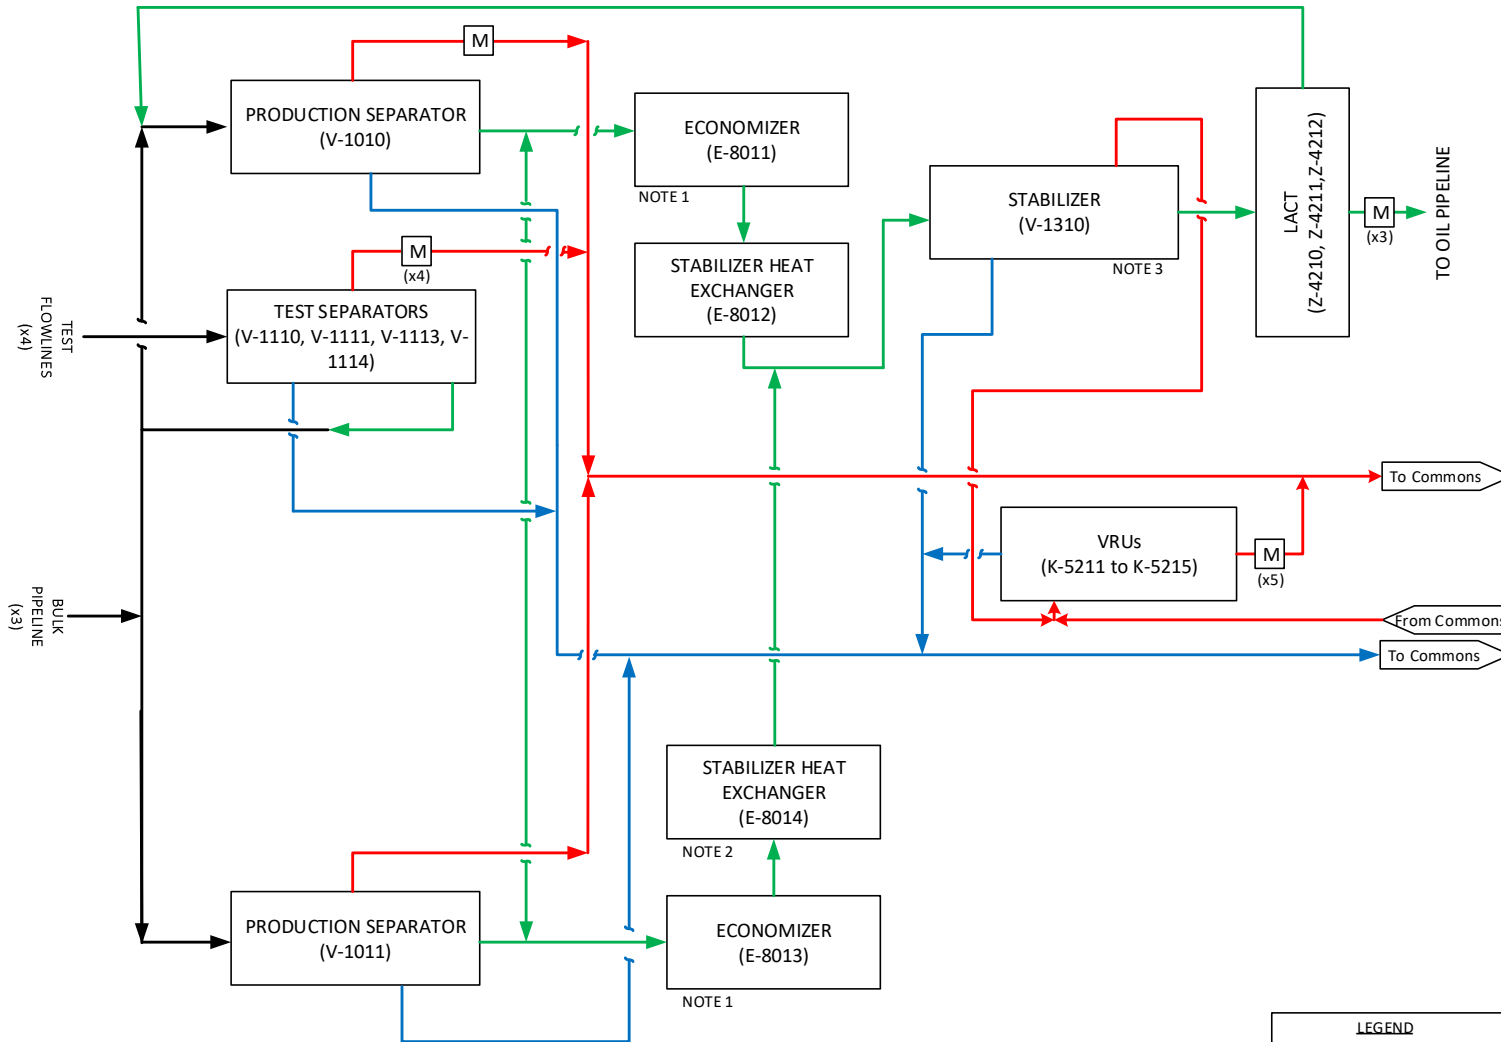 M
PRODUCTION SEPARATOR
(V-1010)
ECONOMIZER
(E-8011)
NOTE 1
STABILIZER
(V-1310)
NOTE 3
LACT
(Z-4210, Z-4211,Z-4212)
M
(x3)
TO OIL PIPELINE
M
(x4)
STABILIZER HEAT
EXCHANGER
(E-8012)
TEST
FLOWLINES
(x4)
TEST SEPARATORS
(V-1110, V-1111, V-1113, V-
1114)
To Commons
VRUs
(K-5211 to K-5215)
M
(x5)
BULK
PIPELINE
(x3)
From Commons
To Commons
STABILIZER HEAT
EXCHANGER
(E-8014)
NOTE 2
PRODUCTION SEPARATOR
(V-1011)
ECONOMIZER
(E-8013)
NOTE 1
LEGEND